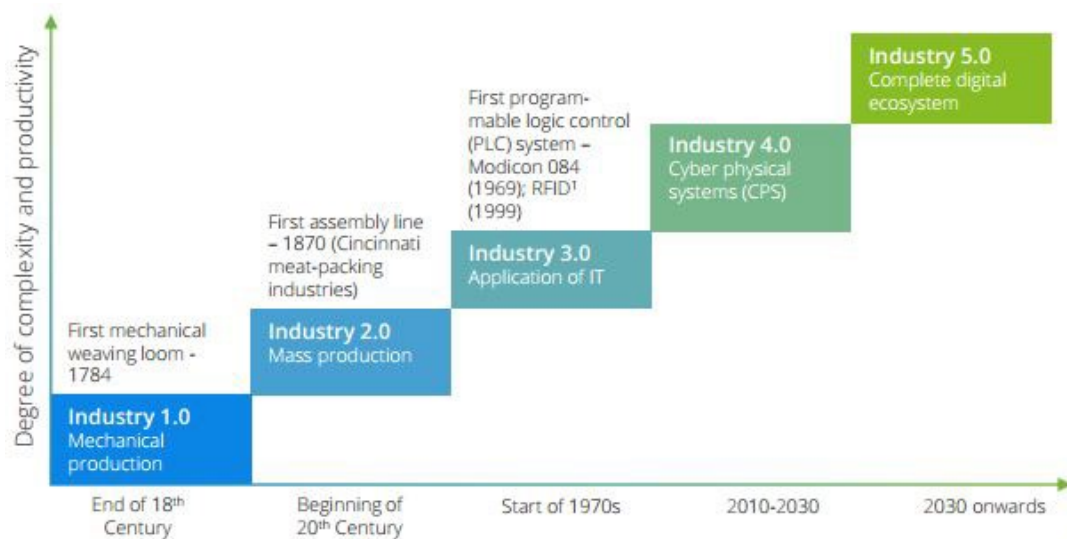 Degree of complexity and productivity
First mechanical
weaving loom -
1784
Industry 1.0
Mechanical
production
First assembly line
– 1870 (Cincinnati
meat-packing
industries)
Industry 2.0
Mass production
First program-
mable logic control
(PLC) system –
Modicon 084
(1969); RFID¹
(1999)
Industry 3.0
Application of IT
Industry 4.0
Cyber physical
systems (CPS)
Industry 5.0
Complete digital
ecosystem
End of 18th
Century
Beginning of
20th Century
Start of 1970s
2010-2030
2030 onwards